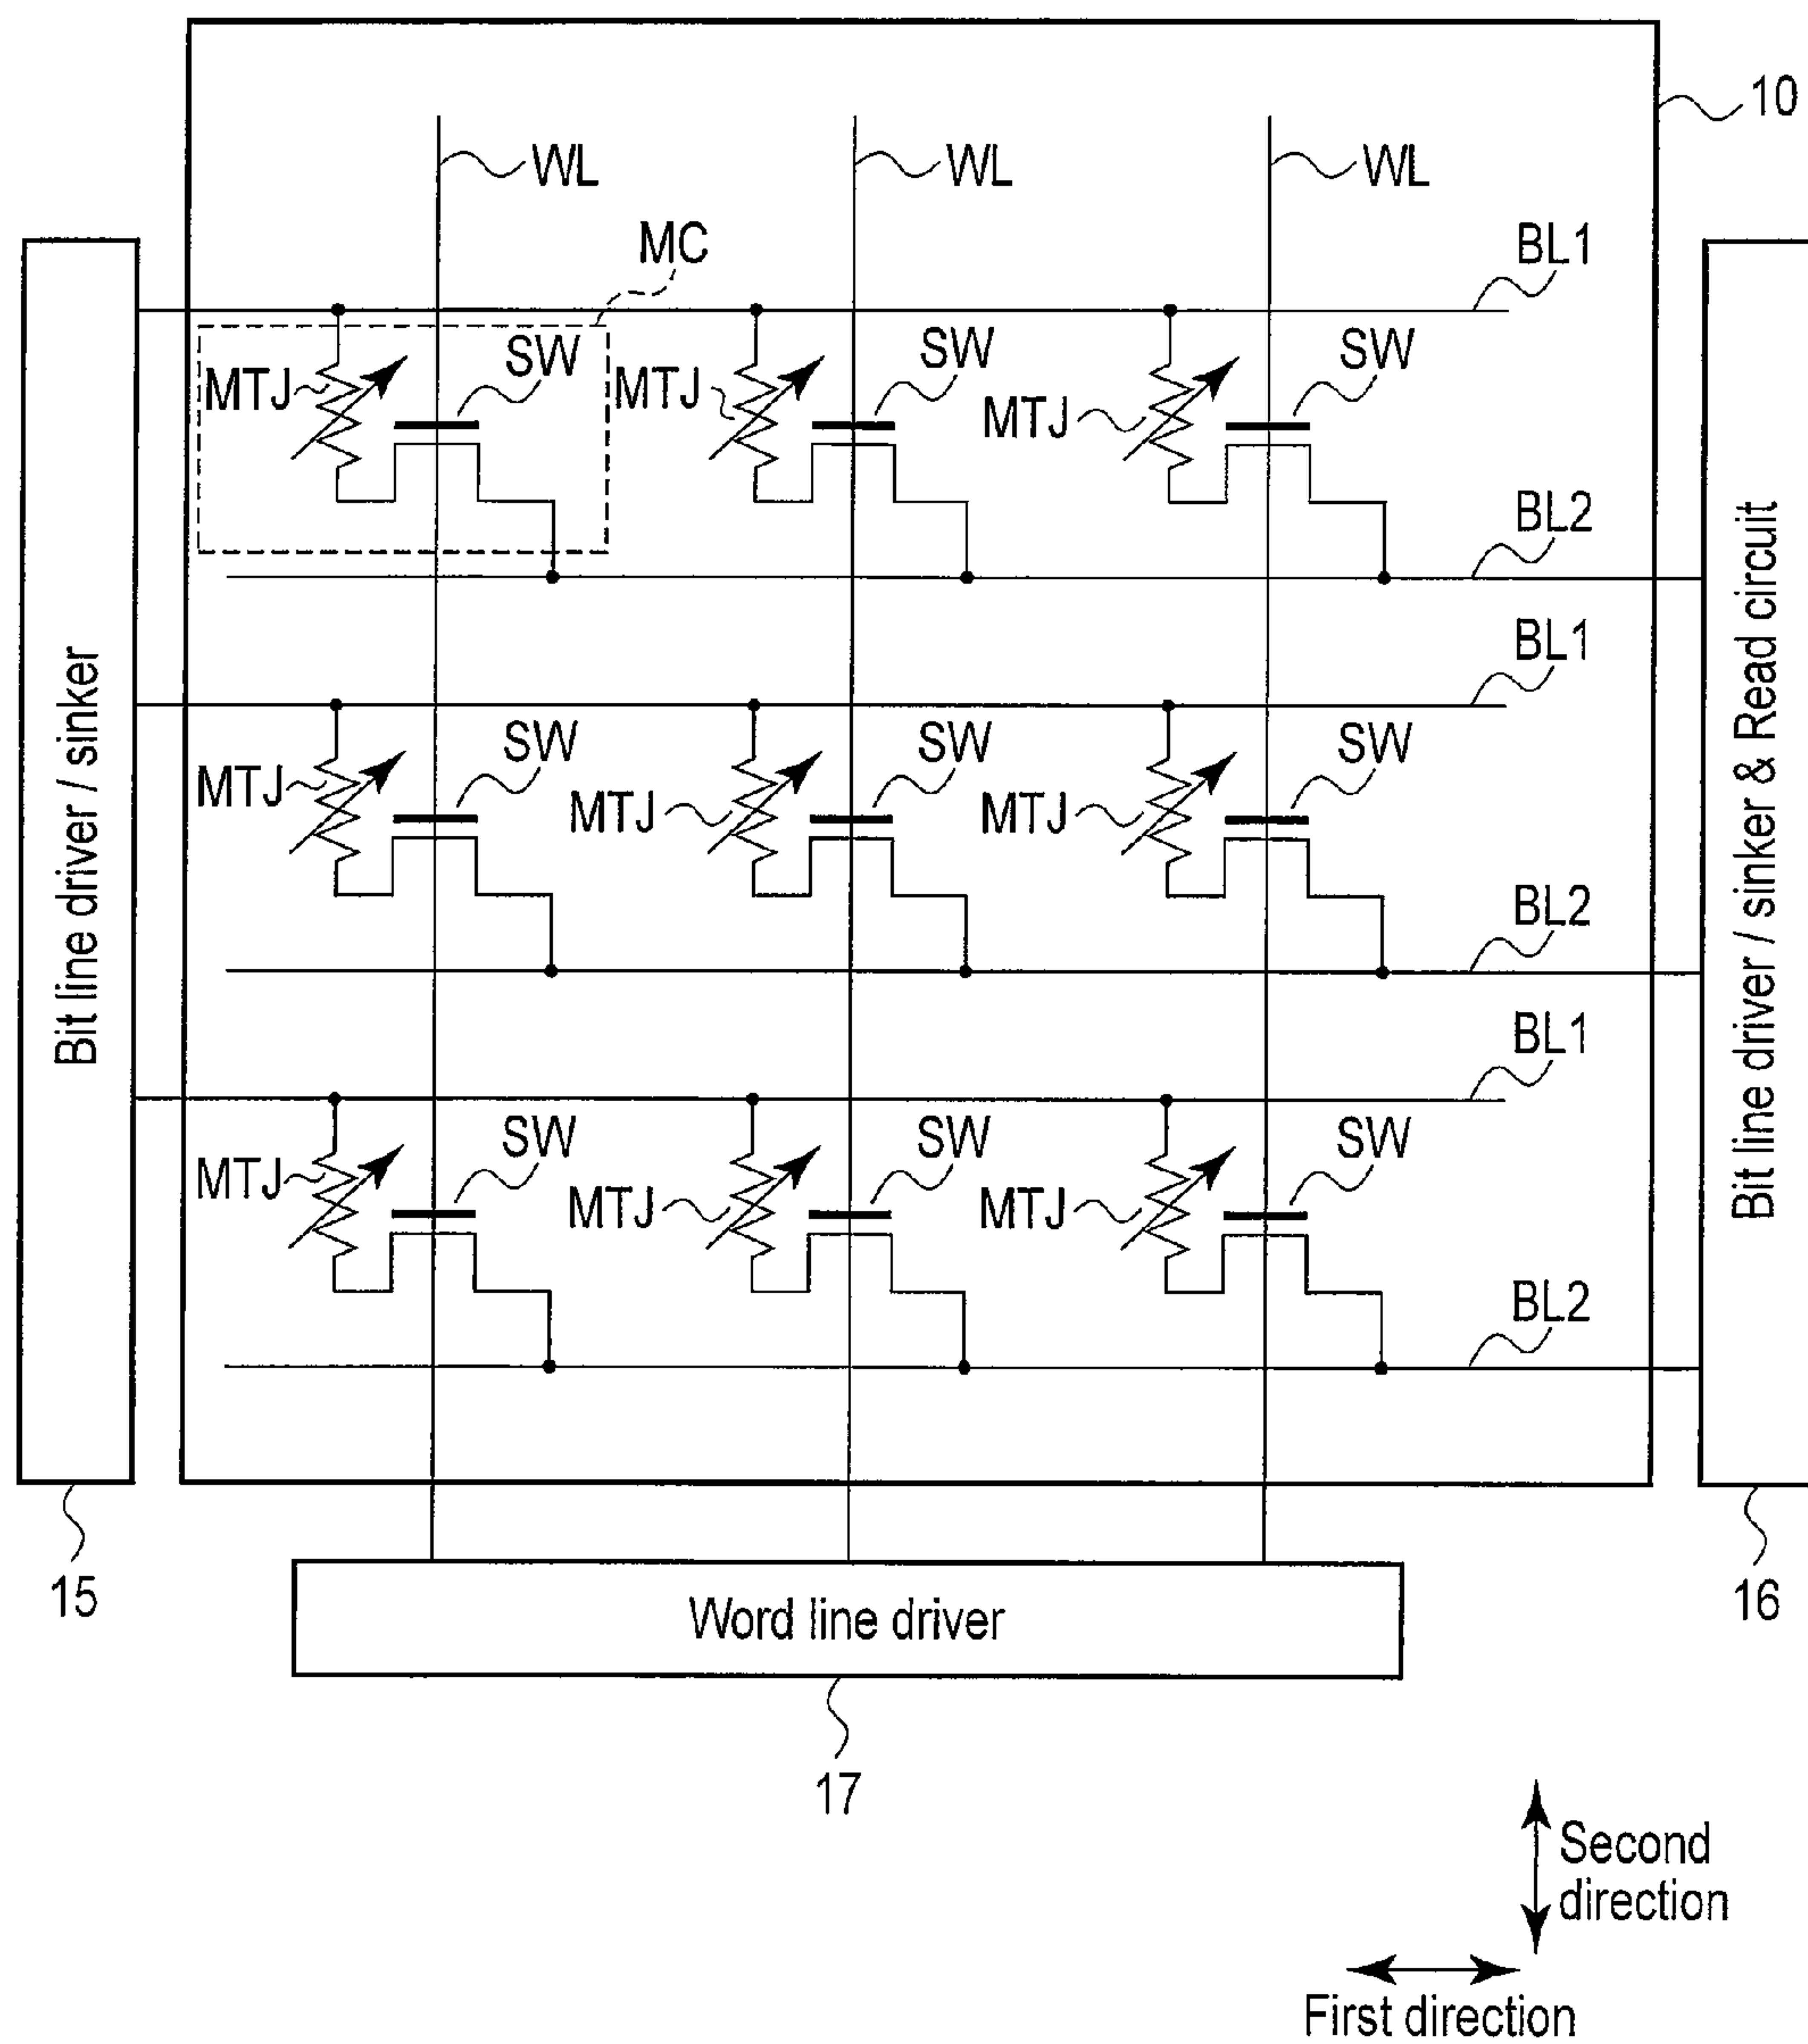 10
WL WL WL
MC
BL1
SW SW SW
MTJ MTJ MTJ
BL2
BL1
SW SW SW
MTJ MTJ MTJ
BL2
BL1
SW SW SW
MTJ MTJ MTJ
BL2
Bit line driver / sinker
Bit line driver / sinker & Read circuit
15
16
Word line driver
17
Second
direction
First direction